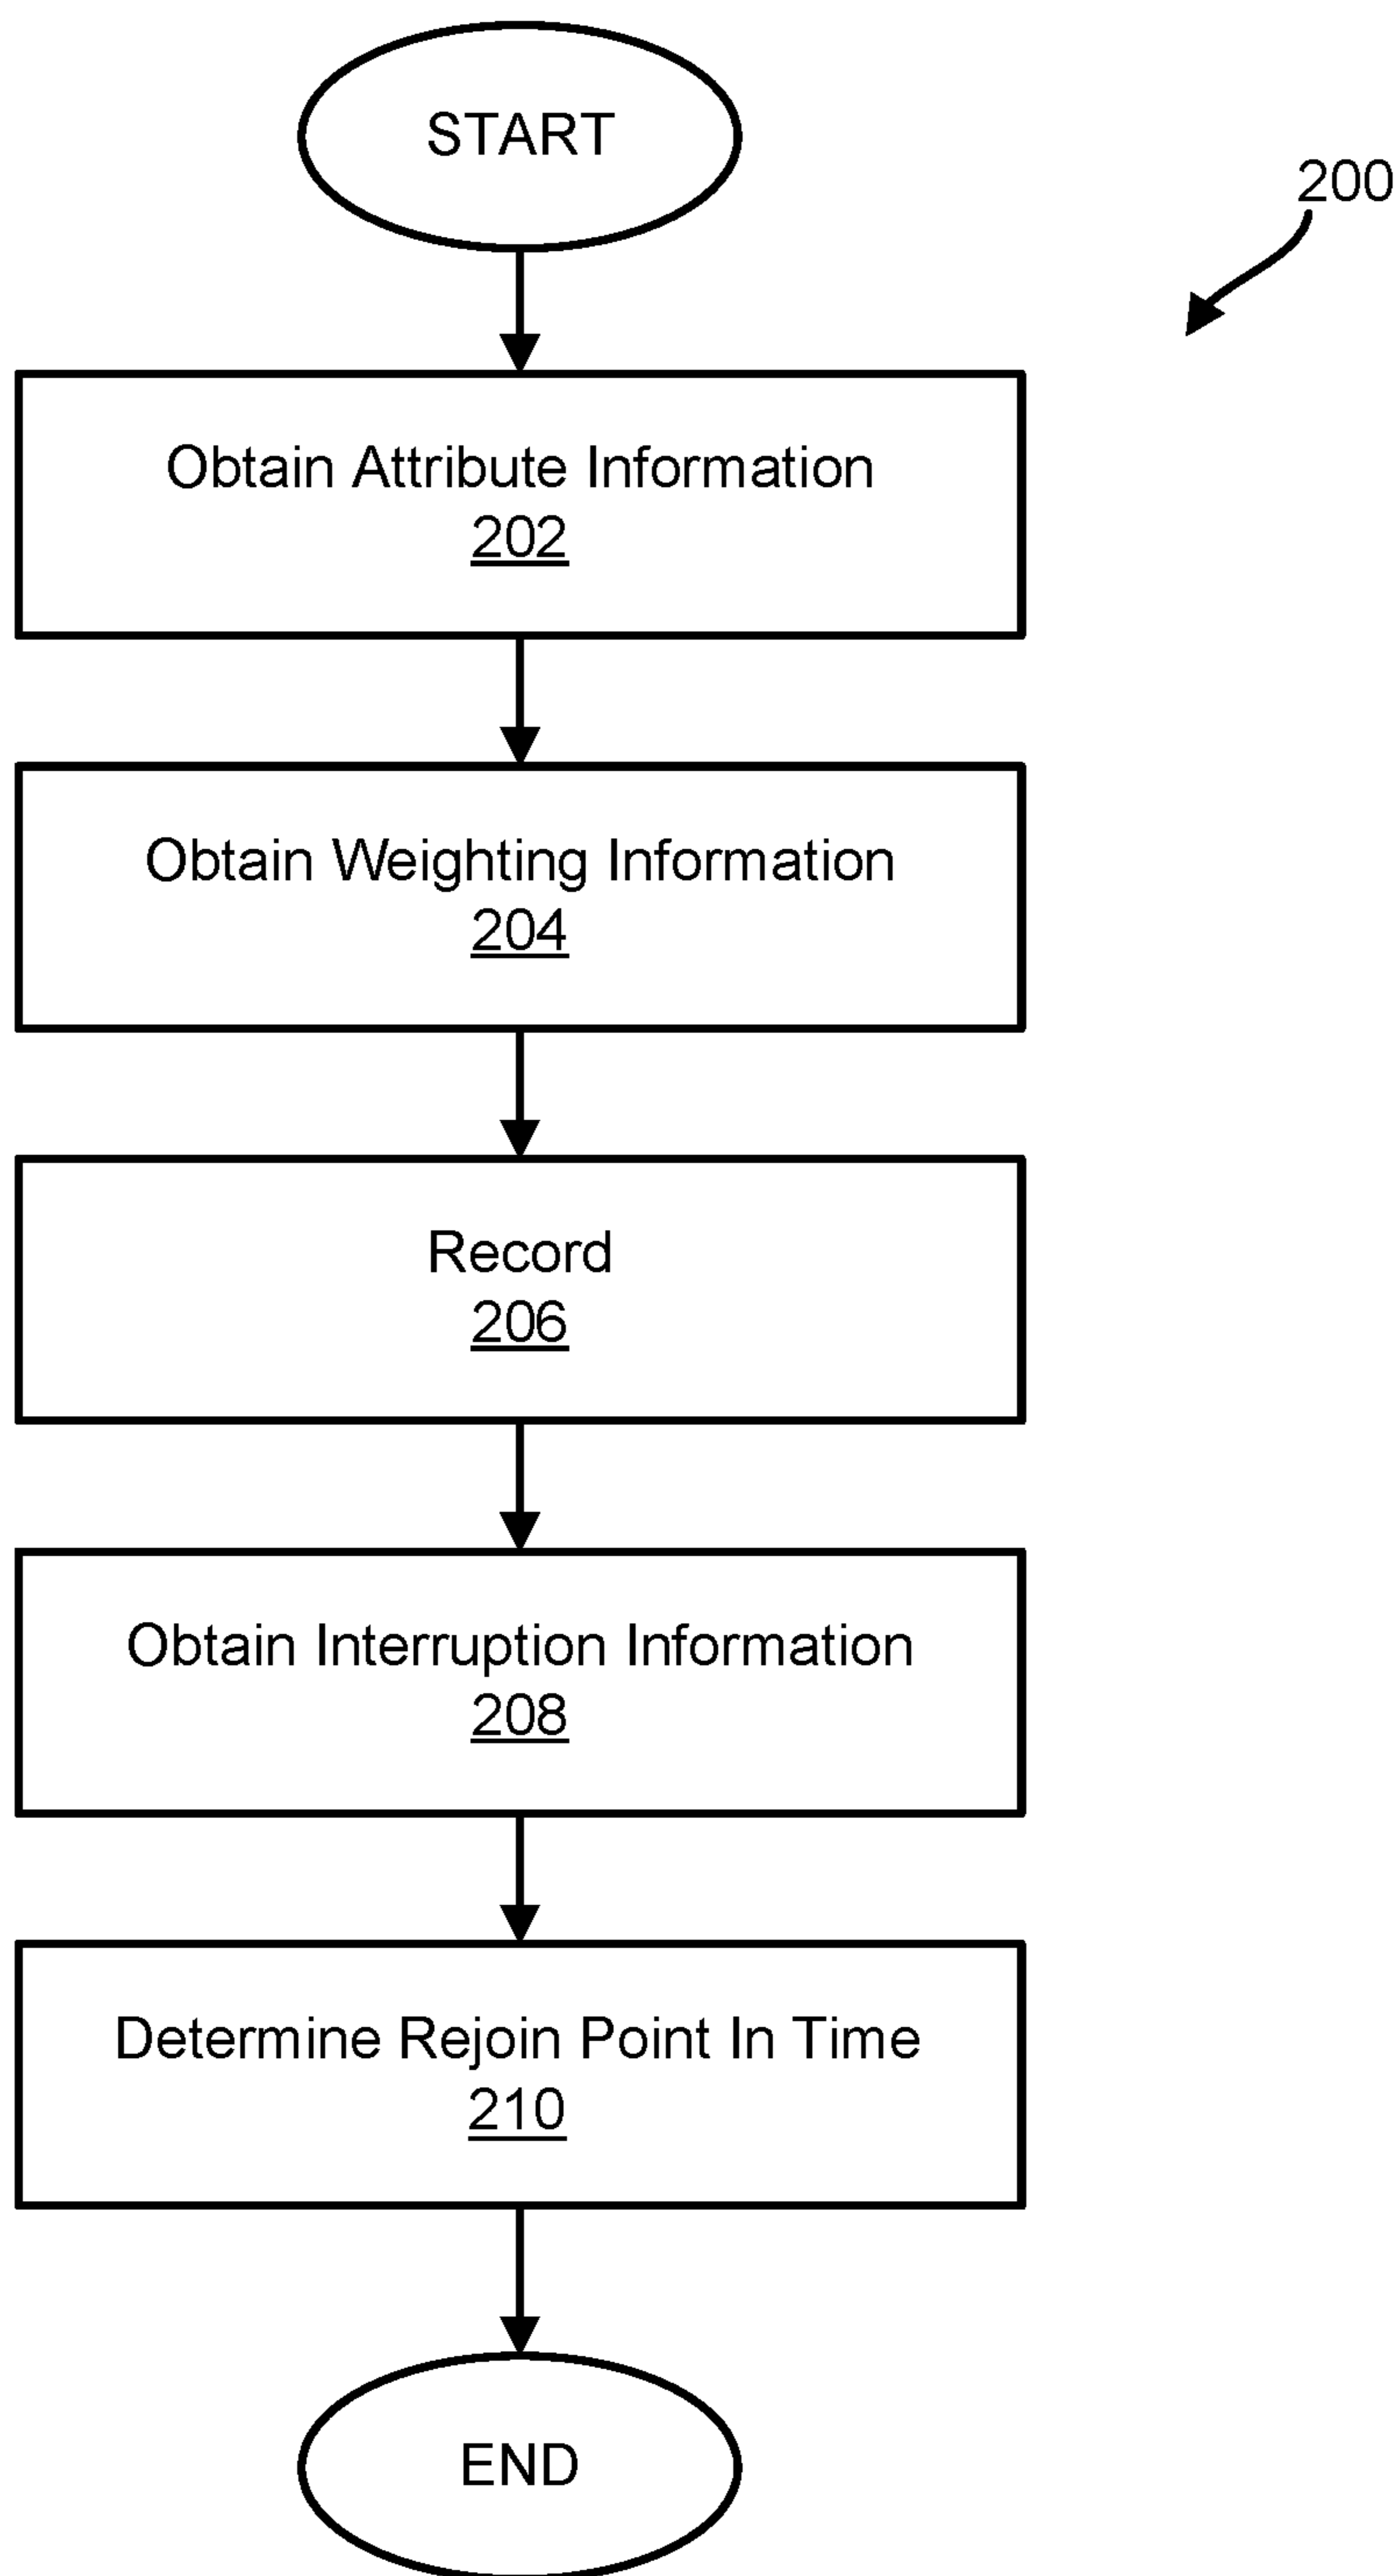 START
200
Obtain Attribute Information
202
Obtain Weighting Information
204
Record
206
Obtain Interruption Information
208
Determine Rejoin Point In Time
210
END